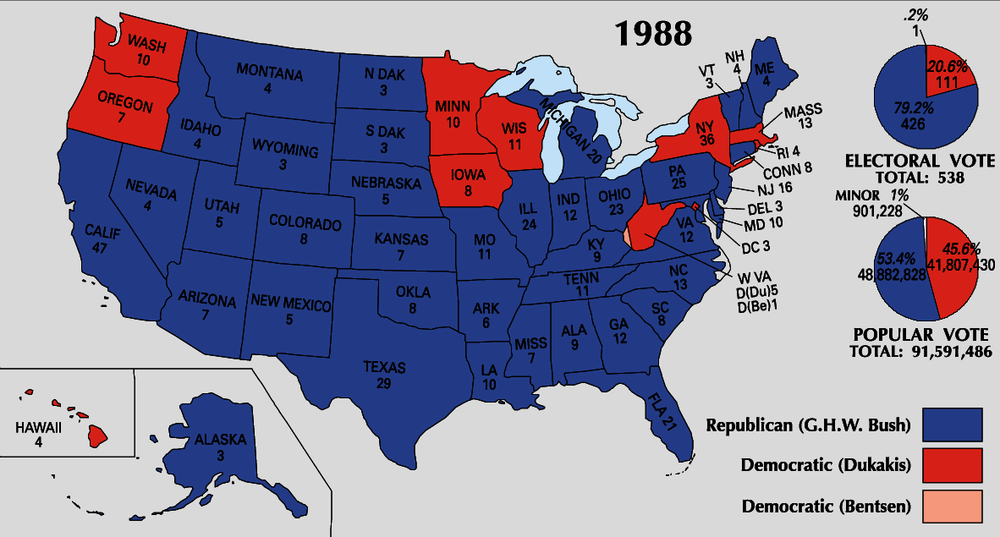 1988
WASH
10
OREGON
7
MONTANA
4
IDAHO
4
WYOMING
3
N DAK
3
S DAK
3
NEBRASKA
5
NEVADA
4
UTAH
5
COLORADO
8
KANSAS
7
CALIF
47
ARIZONA
7
NEW MEXICO
5
OKLA
8
TEXAS
29
MINN
10
IOWA
8
WIS
11
MO
11
ARK
6
LA
10
ILL
24
MICHIGAN 20
IND
12
OHIO
23
KY
9
TENN
11
MISS
7
ALA
9
GA
12
FLA 21
SC
8
NC
13
VA
12
W VA
D(Du)5
D(Be)1
PA
25
NY
36
VT
3
NH
4
ME
4
MASS
13
RI 4
CONN 8
NJ 16
DEL 3
MD 10
DC 3
HAWAII
4
ALASKA
3
.2%
1
20.6%
111
79.2%
426
ELECTORAL VOTE
TOTAL: 538
MINOR 1%
901,228
45.6%
41,807,430
53.4%
48,882,828
POPULAR VOTE
TOTAL: 91,591,486
Republican (G.H.W. Bush)
Democratic (Dukakis)
Democratic (Bentsen)